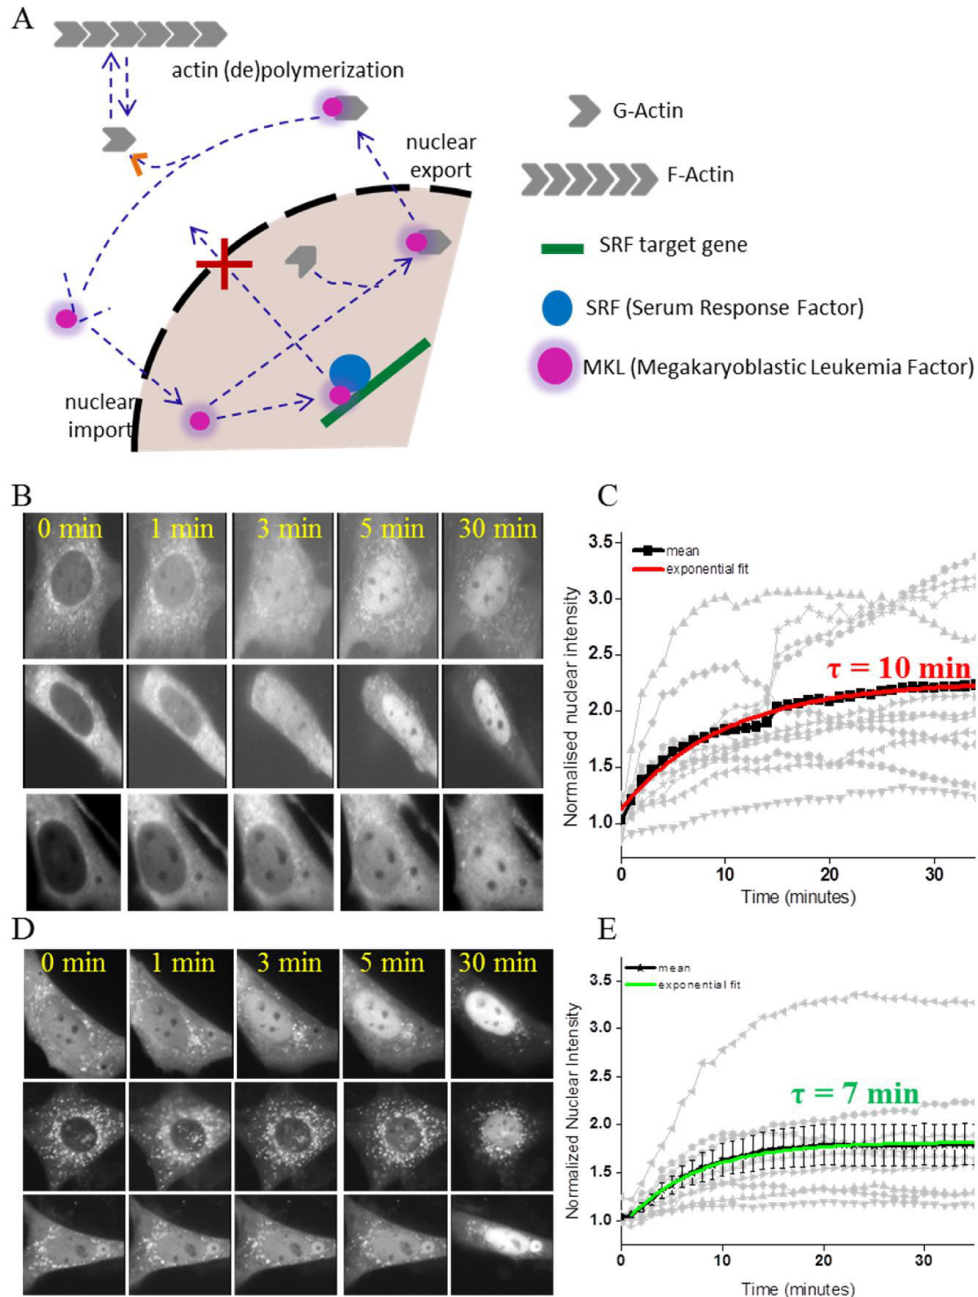 A
actin (de)polymerization
nuclear
export
nuclear
import
G-Actin
F-Actin
SRF target gene
SRF (Serum Response Factor)
MKL (Megakaryoblastic Leukemia Factor)
B
0 min 1 min 3 min 5 min 30 min
C
3.5
3.0
2.5
2.0
1.5
1.0
Normalised nuclear intensity
mean
exponential fit
τ = 10 min
0 10 20 30
Time (minutes)
D
0 min 1 min 3 min 5 min 30 min
E
3.5
3.0
2.5
2.0
1.5
1.0
Normalized Nuclear Intensity
mean
exponential fit
τ = 7 min
0 10 20 30
Time (minutes)